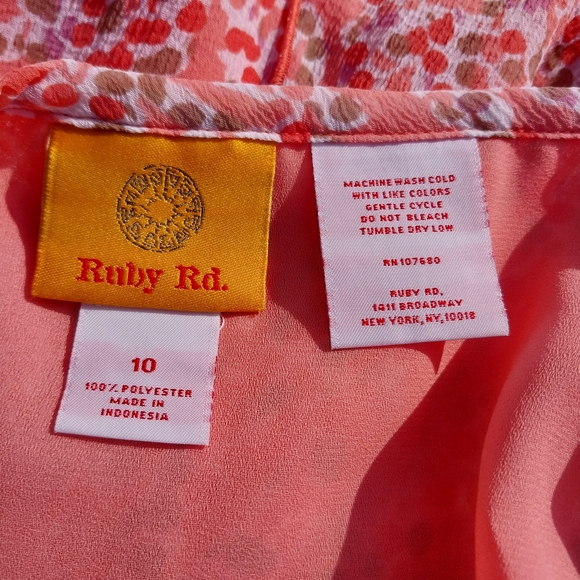 Ruby Rd.
10
100% POLYESTER
MADE IN
INDONESIA
MACHINE WASH COLD
WITH LIKE COLORS
GENTLE CYCLE
DO NOT BLEACH
TUMBLE DRY LOW
RN 107680
RUBY RD.
1411 BROADWAY
NEW YORK, NY, 10018